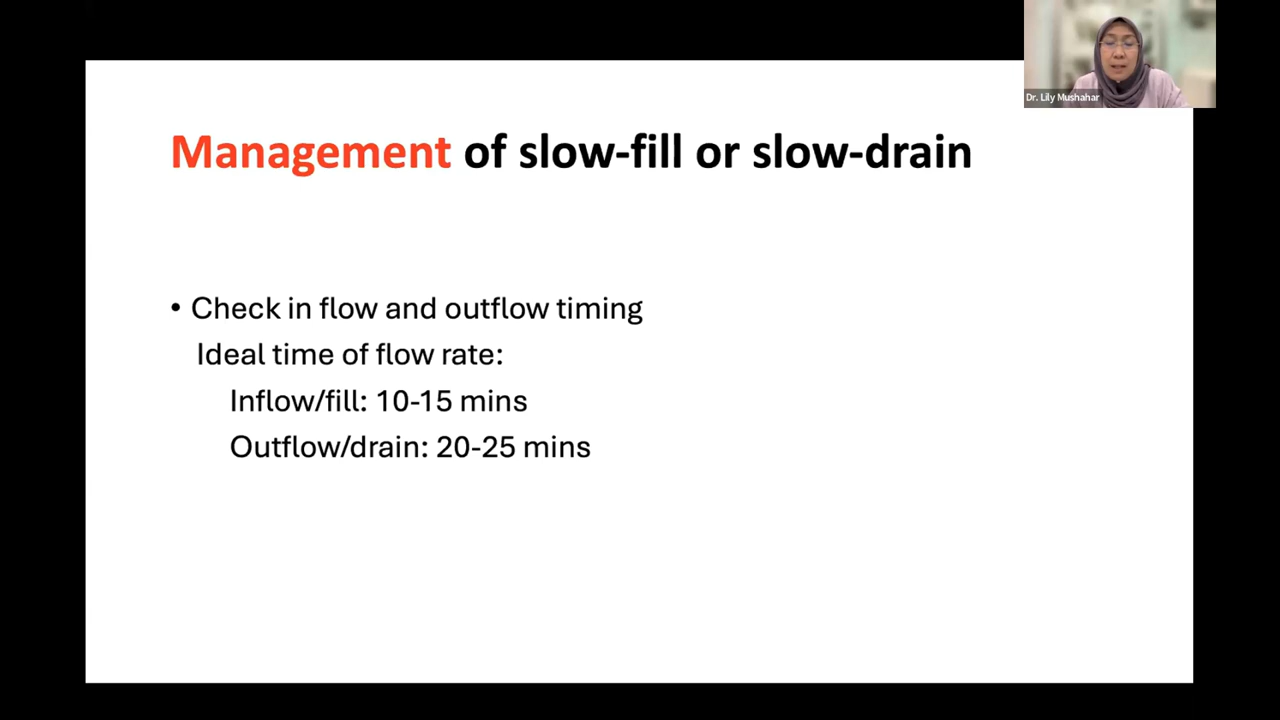 Dr. Lily Mushahar
Management of slow-fill or slow-drain
• Check in flow and outflow timing
Ideal time of flow rate:
Inflow/fill: 10-15 mins
Outflow/drain: 20-25 mins